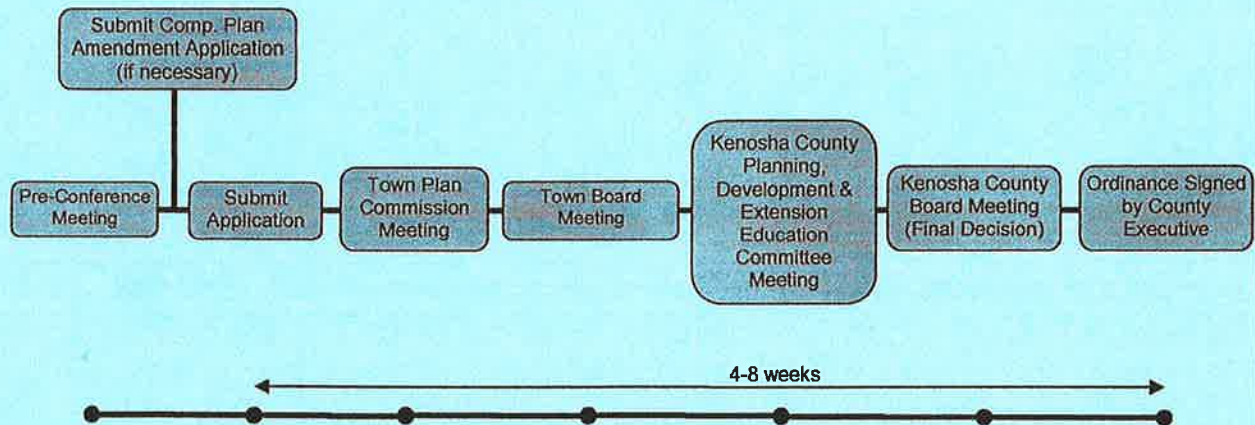 Submit Comp. Plan
Amendment Application
(if necessary)
Pre-Conference
Meeting
Submit
Application
Town Plan
Commission
Meeting
Town Board
Meeting
Kenosha County
Planning,
Development &
Extension
Education
Committee
Meeting
Kenosha County
Board Meeting
(Final Decision)
Ordinance Signed
by County
Executive
4-8 weeks